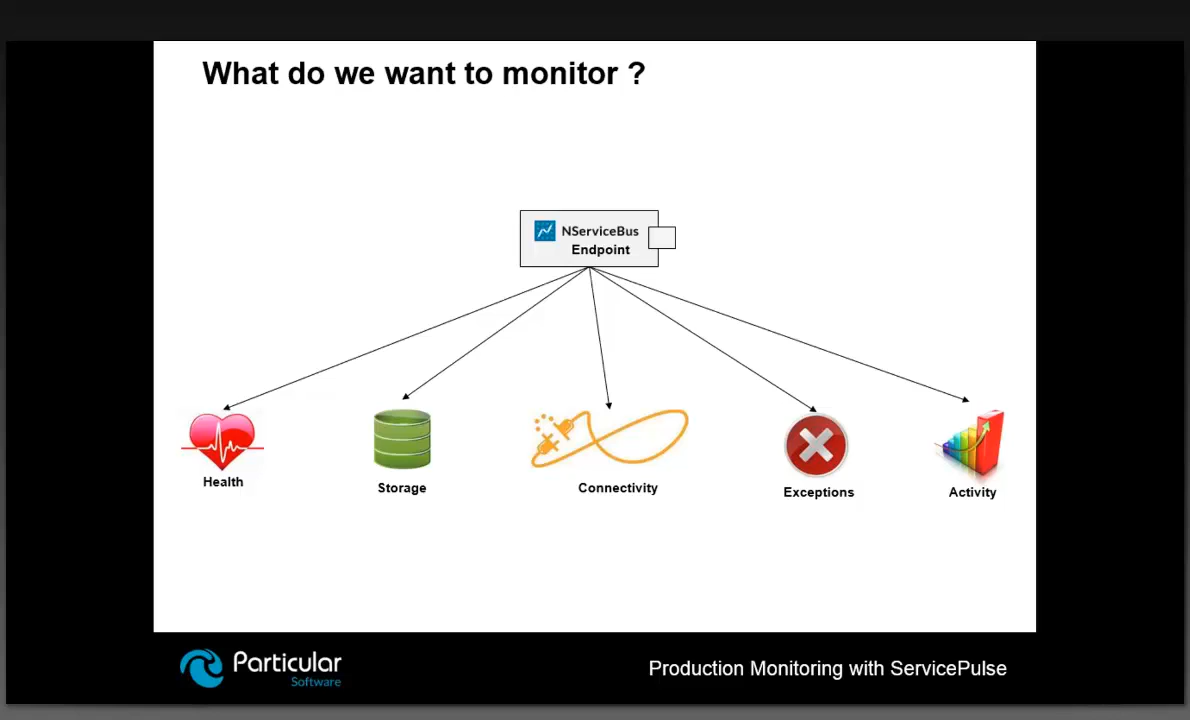 What do we want to monitor ?
NServiceBus
Endpoint
Health
Storage
Connectivity
Exceptions
Activity
Particular
Software
Production Monitoring with ServicePulse